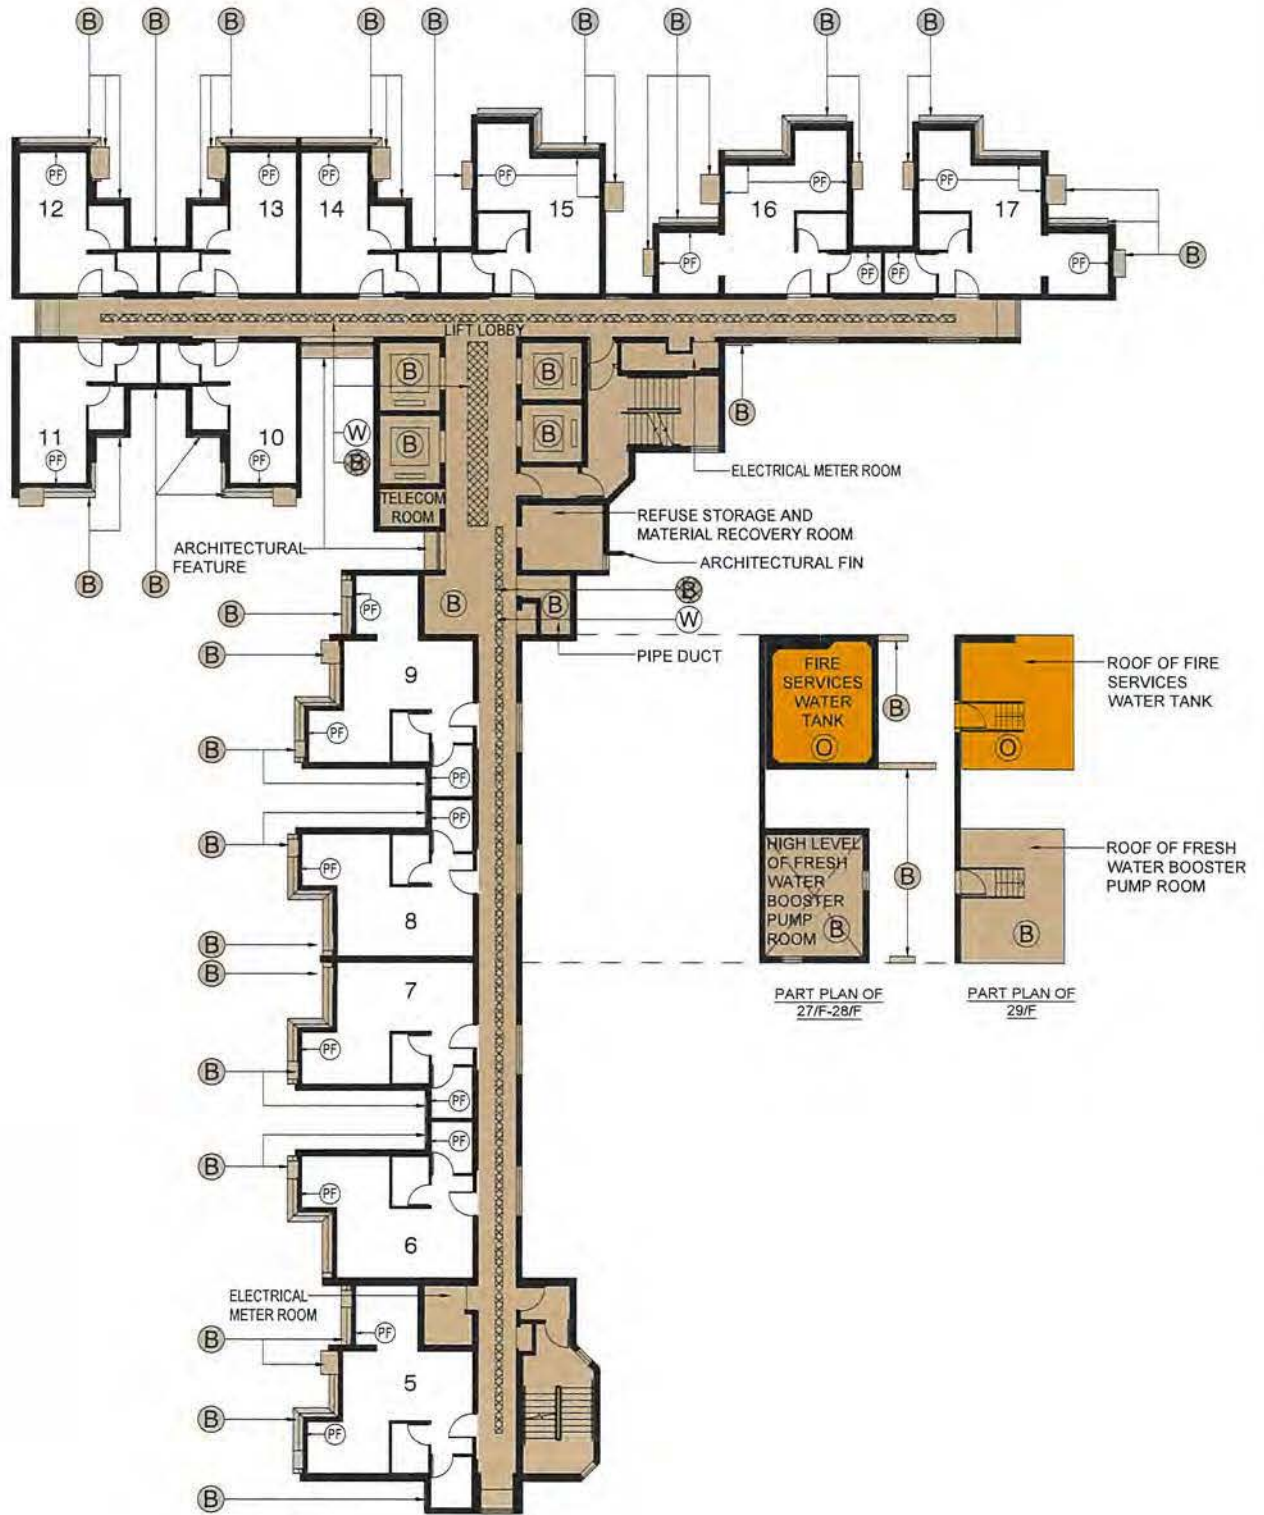 B B B B B B B B B
PF PF PF PF PF PF
12 13 14 15 16 17
PF PF PF PF
B
LIFT LOBBY
B B
B
11 10
PF PF
W
B
B B
ELECTRICAL METER ROOM
TELECOM
ROOM
REFUSE STORAGE AND
MATERIAL RECOVERY ROOM
ARCHITECTURAL
FEATURE
ARCHITECTURAL FIN
B B
B
PF
B B
B
W
PIPE DUCT
B
9
PF
B
PF
PF
B
PF
8
B
B
7
PF
B
PF
PF
B
PF
6
ELECTRICAL
METER ROOM
B
PF
5
B
PF
B
FIRE
SERVICES
WATER
TANK
O
B
ROOF OF FIRE
SERVICES
WATER TANK
O
HIGH LEVEL
OF FRESH
WATER
BOOSTER
PUMP
ROOM
B
B
ROOF OF FRESH
WATER BOOSTER
PUMP ROOM
B
PART PLAN OF
27/F-28/F
PART PLAN OF
29/F